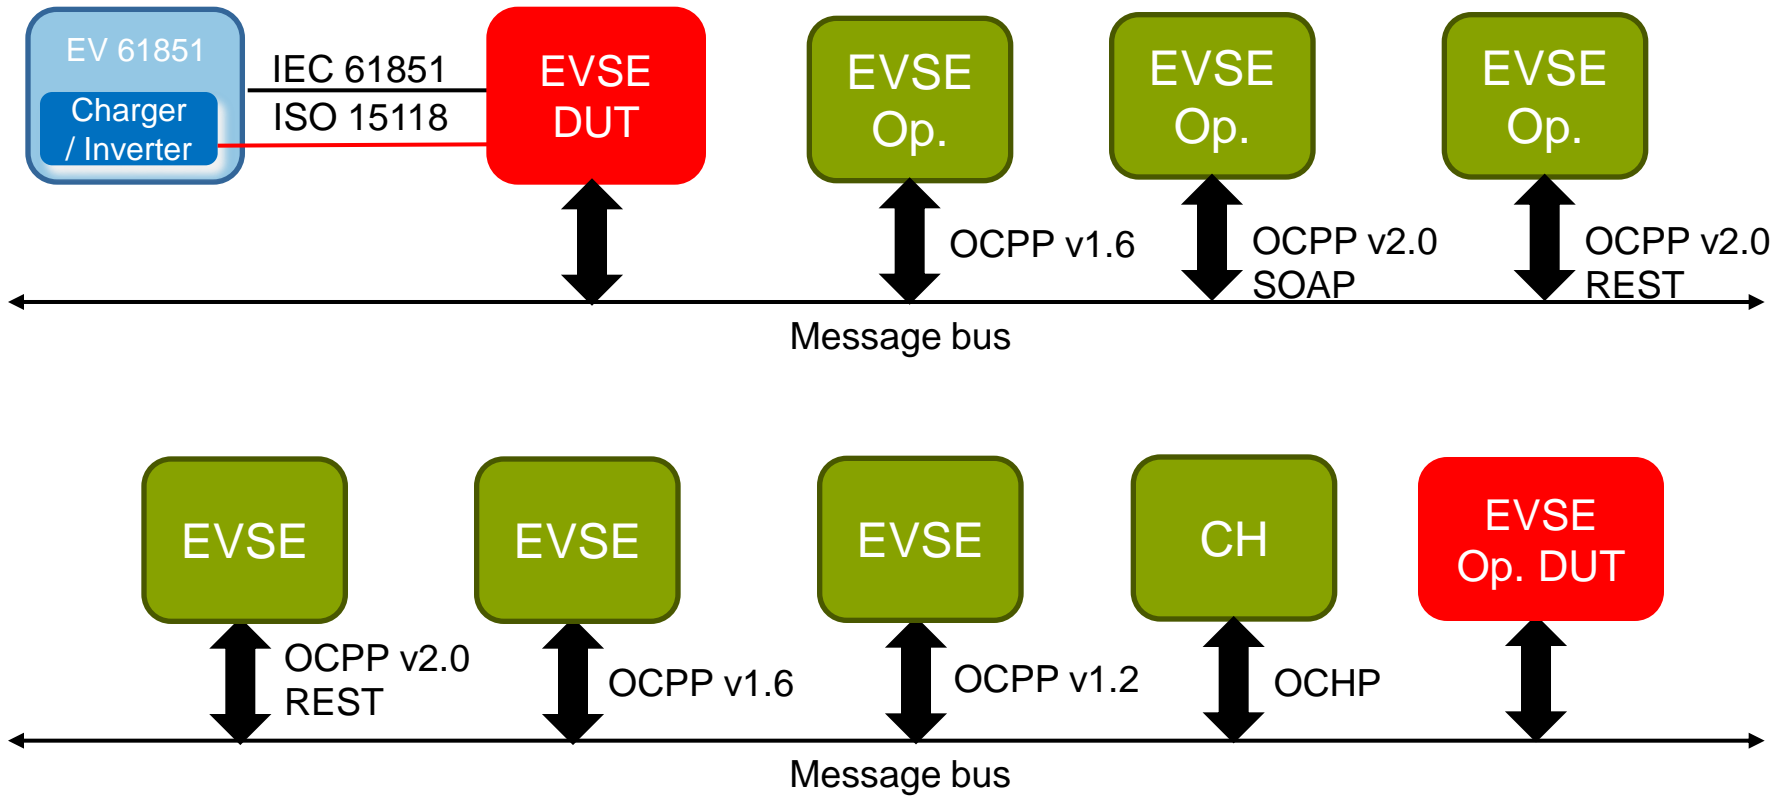 EV 61851
Charger
/ Inverter
IEC 61851
ISO 15118
EVSE
DUT
EVSE
Op.
EVSE
Op.
EVSE
Op.
OCPP v1.6
OCPP v2.0
SOAP
OCPP v2.0
REST
Message bus
EVSE
EVSE
EVSE
CH
EVSE
Op. DUT
OCPP v2.0
REST
OCPP v1.6
OCPP v1.2
OCHP
Message bus